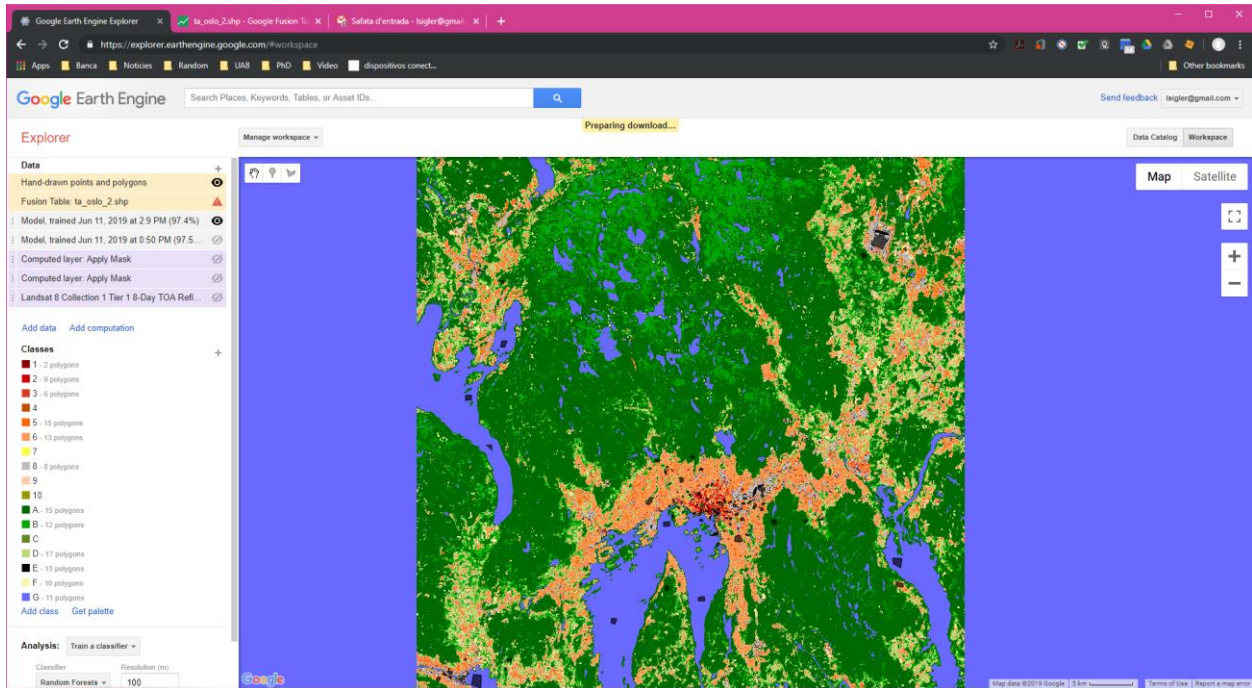 Google Earth Engine Explorer
ta_oslo_2.shp - Google Fusion Ta
Safata d'entrada - lsigler@gmail.
https://explorer.earthengine.google.com/#workspace
Apps Banca Noticies Random UAB PhD Video dispositivos conect...
Other bookmarks
Google Earth Engine
Search Places, Keywords, Tables, or Asset IDs...
Send feedback lsigler@gmail.com
Preparing download...
Explorer
Manage workspace
Data Catalog Workspace
Data
Hand-drawn points and polygons
Fusion Table: ta_oslo_2.shp
Model, trained Jun 11, 2019 at 2:9 PM (97.4%)
Model, trained Jun 11, 2019 at 0:50 PM (97.5...
Computed layer: Apply Mask
Computed layer: Apply Mask
Landsat 8 Collection 1 Tier 1 8-Day TOA Refl...
Add data Add computation
Classes
1 - 2 polygons
2 - 9 polygons
3 - 6 polygons
4
5 - 15 polygons
6 - 13 polygons
7
8 - 8 polygons
9
10
A - 15 polygons
B - 12 polygons
C
D - 17 polygons
E - 13 polygons
F - 10 polygons
G - 11 polygons
Add class Get palette
Analysis: Train a classifier
Classifier Resolution (m)
Random Forests 100
Map Satellite
Google
Map data ©2019 Google 5 km Terms of Use Report a map error